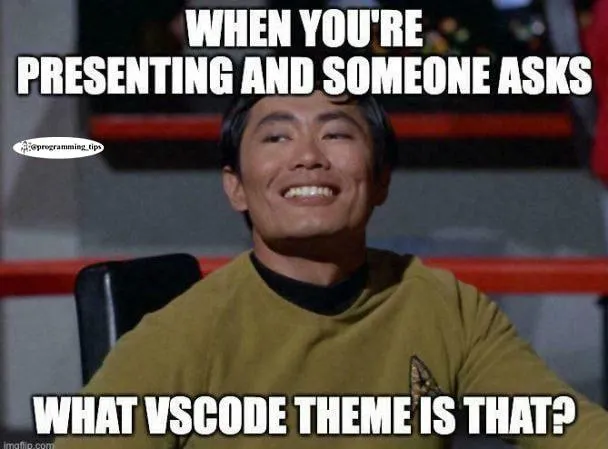 WHEN YOU'RE
PRESENTING AND SOMEONE ASKS
@programming_tips
WHAT VSCODE THEME IS THAT?
imgflip.com